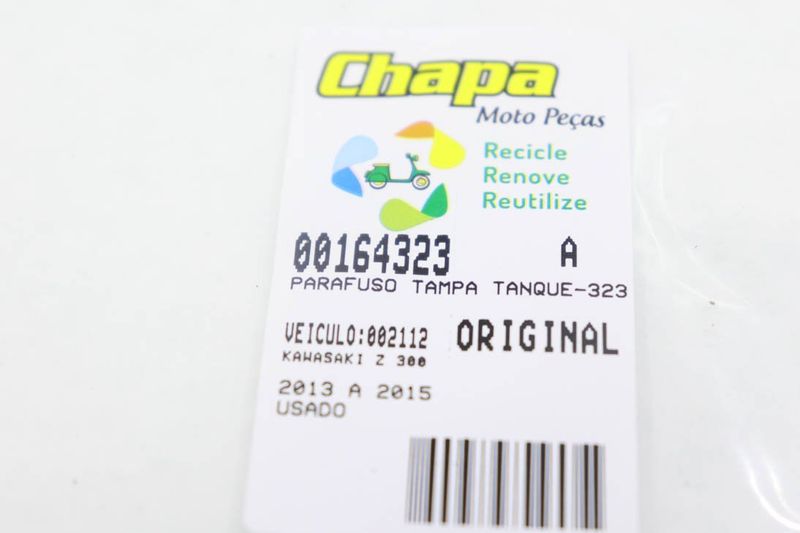 Chapa
Moto Peças
Recicle
Renove
Reutilize
00164323 A
PARAFUSO TAMPA TANQUE-323
VEICULO:002112 ORIGINAL
KAWASAKI Z 300
2013 A 2015
USADO